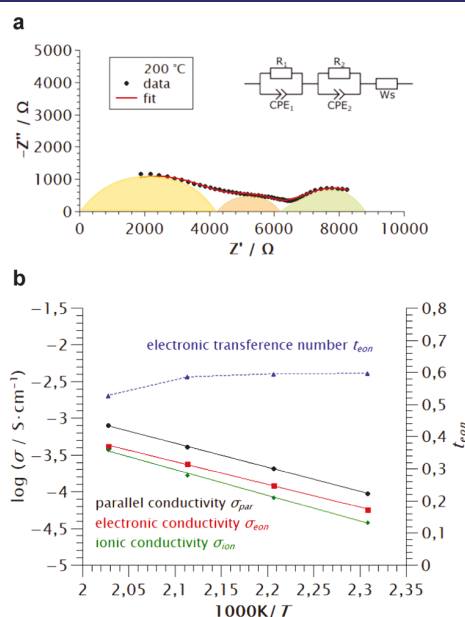 a
5000
4000
3000
2000
1000
0
-Z'' / Ω
200 °C
data
fit
R1
R2
CPE1
CPE2
Ws
0 2000 4000 6000 8000 10000
Z' / Ω
b
−1,5
−2
−2,5
−3
−3,5
−4
−4,5
−5
log (σ / S·cm⁻¹)
electronic transference number teon
parallel conductivity σpar
electronic conductivity σeon
ionic conductivity σion
0,8
0,7
0,6
0,5
0,4
0,3
0,2
0,1
0
teon
2 2,05 2,1 2,15 2,2 2,25 2,3 2,35
1000K/T